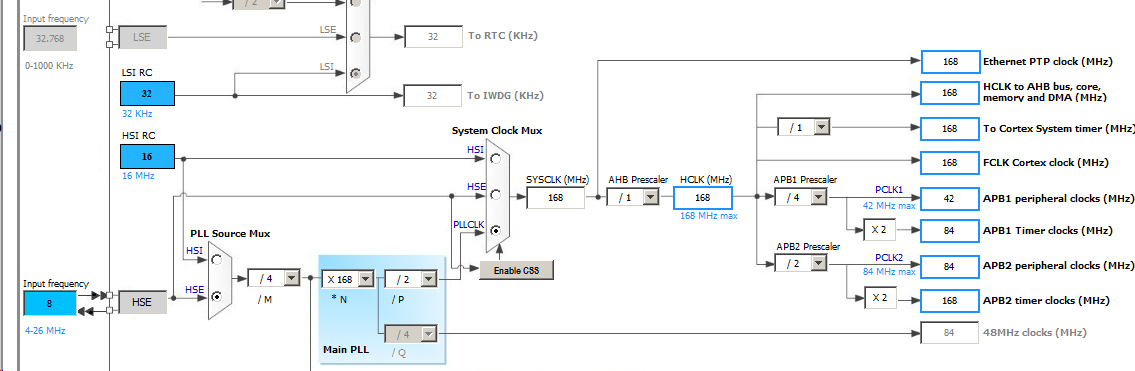 / 2
Input frequency
32.768
0-1000 KHz
LSE
LSE
32
To RTC (KHz)
LSI RC
32
32 KHz
LSI
32
To IWDG (KHz)
HSI RC
16
16 MHz
System Clock Mux
HSI
HSE
PLLCLK
SYSCLK (MHz)
168
AHB Prescaler
/ 1
HCLK (MHz)
168
168 MHz max
Enable CSS
168
Ethernet PTP clock (MHz)
168
HCLK to AHB bus, core,
memory and DMA (MHz)
/ 1
168
To Cortex System timer (MHz)
168
FCLK Cortex clock (MHz)
APB1 Prescaler
/ 4
PCLK1
42 MHz max
42
APB1 peripheral clocks (MHz)
X 2
84
APB1 Timer clocks (MHz)
APB2 Prescaler
/ 2
PCLK2
84 MHz max
84
APB2 peripheral clocks (MHz)
X 2
168
APB2 timer clocks (MHz)
84
48MHz clocks (MHz)
PLL Source Mux
HSI
HSE
Input frequency
8
4-26 MHz
HSE
/ 4
/ M
X 168
* N
/ 2
/ P
/ 4
/ Q
Main PLL